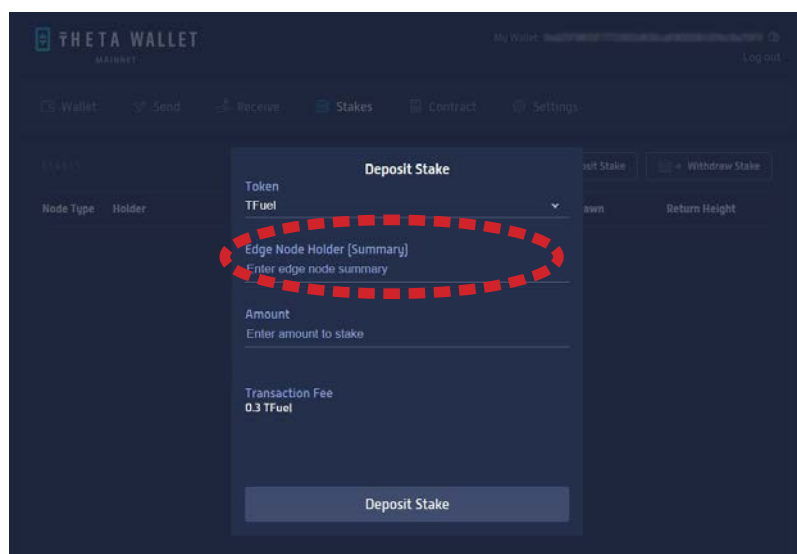 THETA WALLET
MAINNET
My Wallet:
Log out
Wallet Send Receive Stakes Contract Settings
STAKES
Stake Withdraw Stake
Node Type Holder Return Height
Deposit Stake
Token
TFuel
Edge Node Holder (Summary)
Enter edge node summary
Amount
Enter amount to stake
Transaction Fee
0.3 TFuel
Deposit Stake